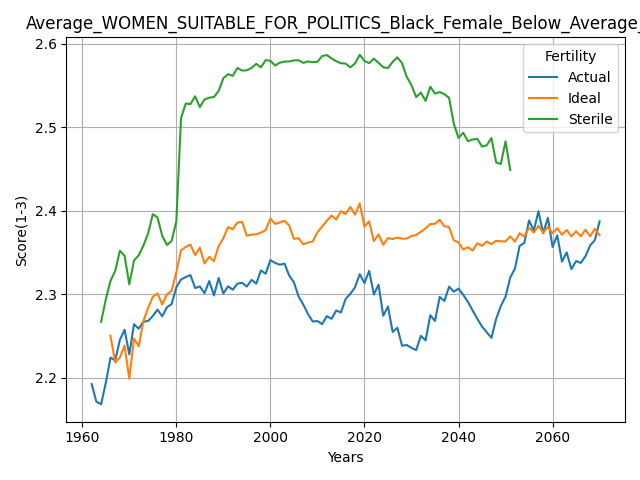 Average_WOMEN_SUITABLE_FOR_POLITICS_Black_Female_Below_Average_
Score(1-3)
2.6
2.5
2.4
2.3
2.2
Fertility
Actual
Ideal
Sterile
1960 1980 2000 2020 2040 2060
Years